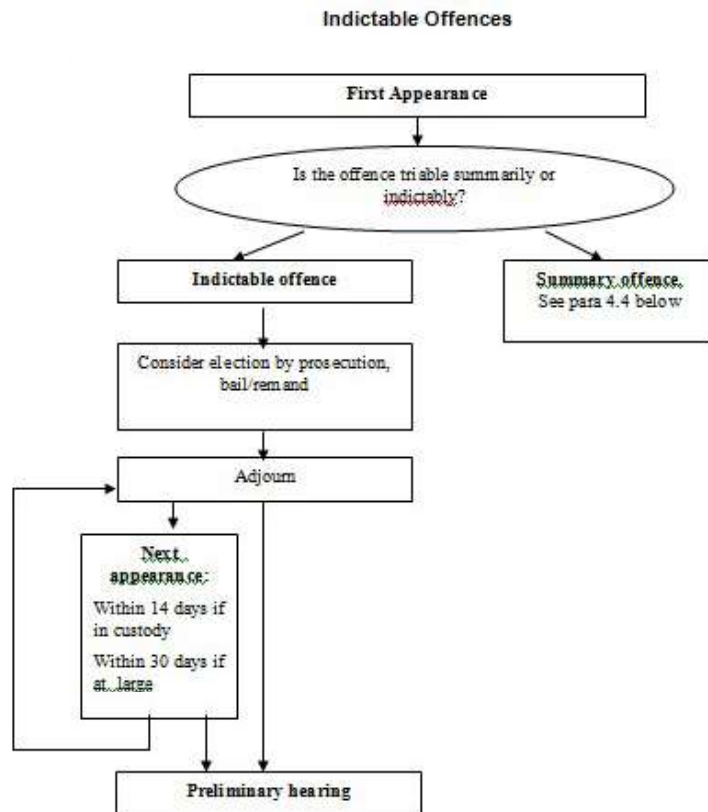 Indictable Offences
First Appearance
Is the offence triable summarily or
indictably?
Indictable offence
Summary offence.
See para 4.4 below
Consider election by prosecution,
bail/remand
Adjourn
Next
appearance:
Within 14 days if
in custody
Within 30 days if
at large
Preliminary hearing